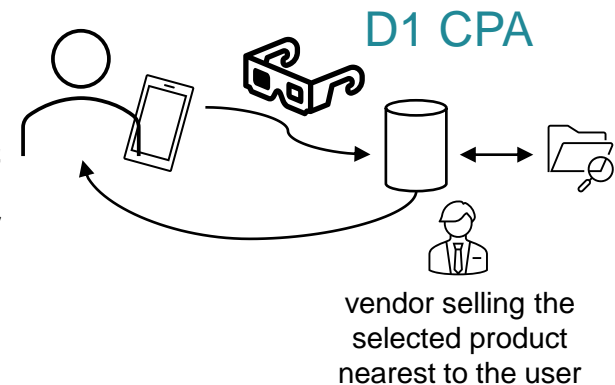 D1 CPA
vendor selling the
selected product
nearest to the user